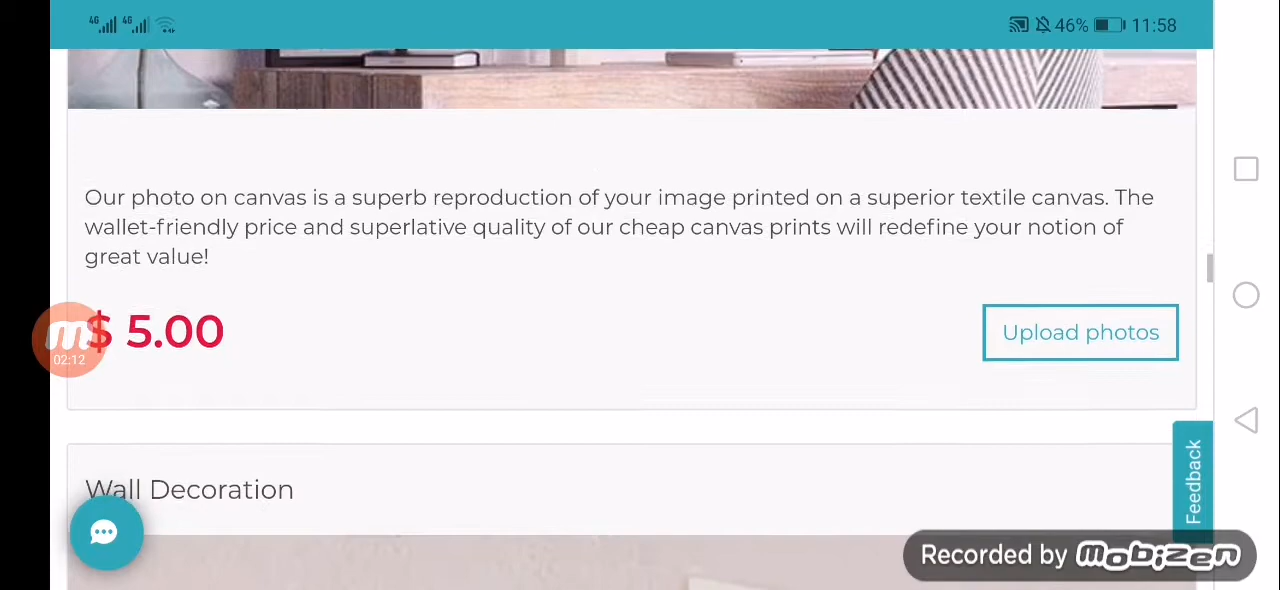 4G 4G 46% 11:58
Our photo on canvas is a superb reproduction of your image printed on a superior textile canvas. The
wallet-friendly price and superlative quality of our cheap canvas prints will redefine your notion of
great value!
$ 5.00
Upload photos
m
02:12
Wall Decoration
Feedback
Recorded by mobizen